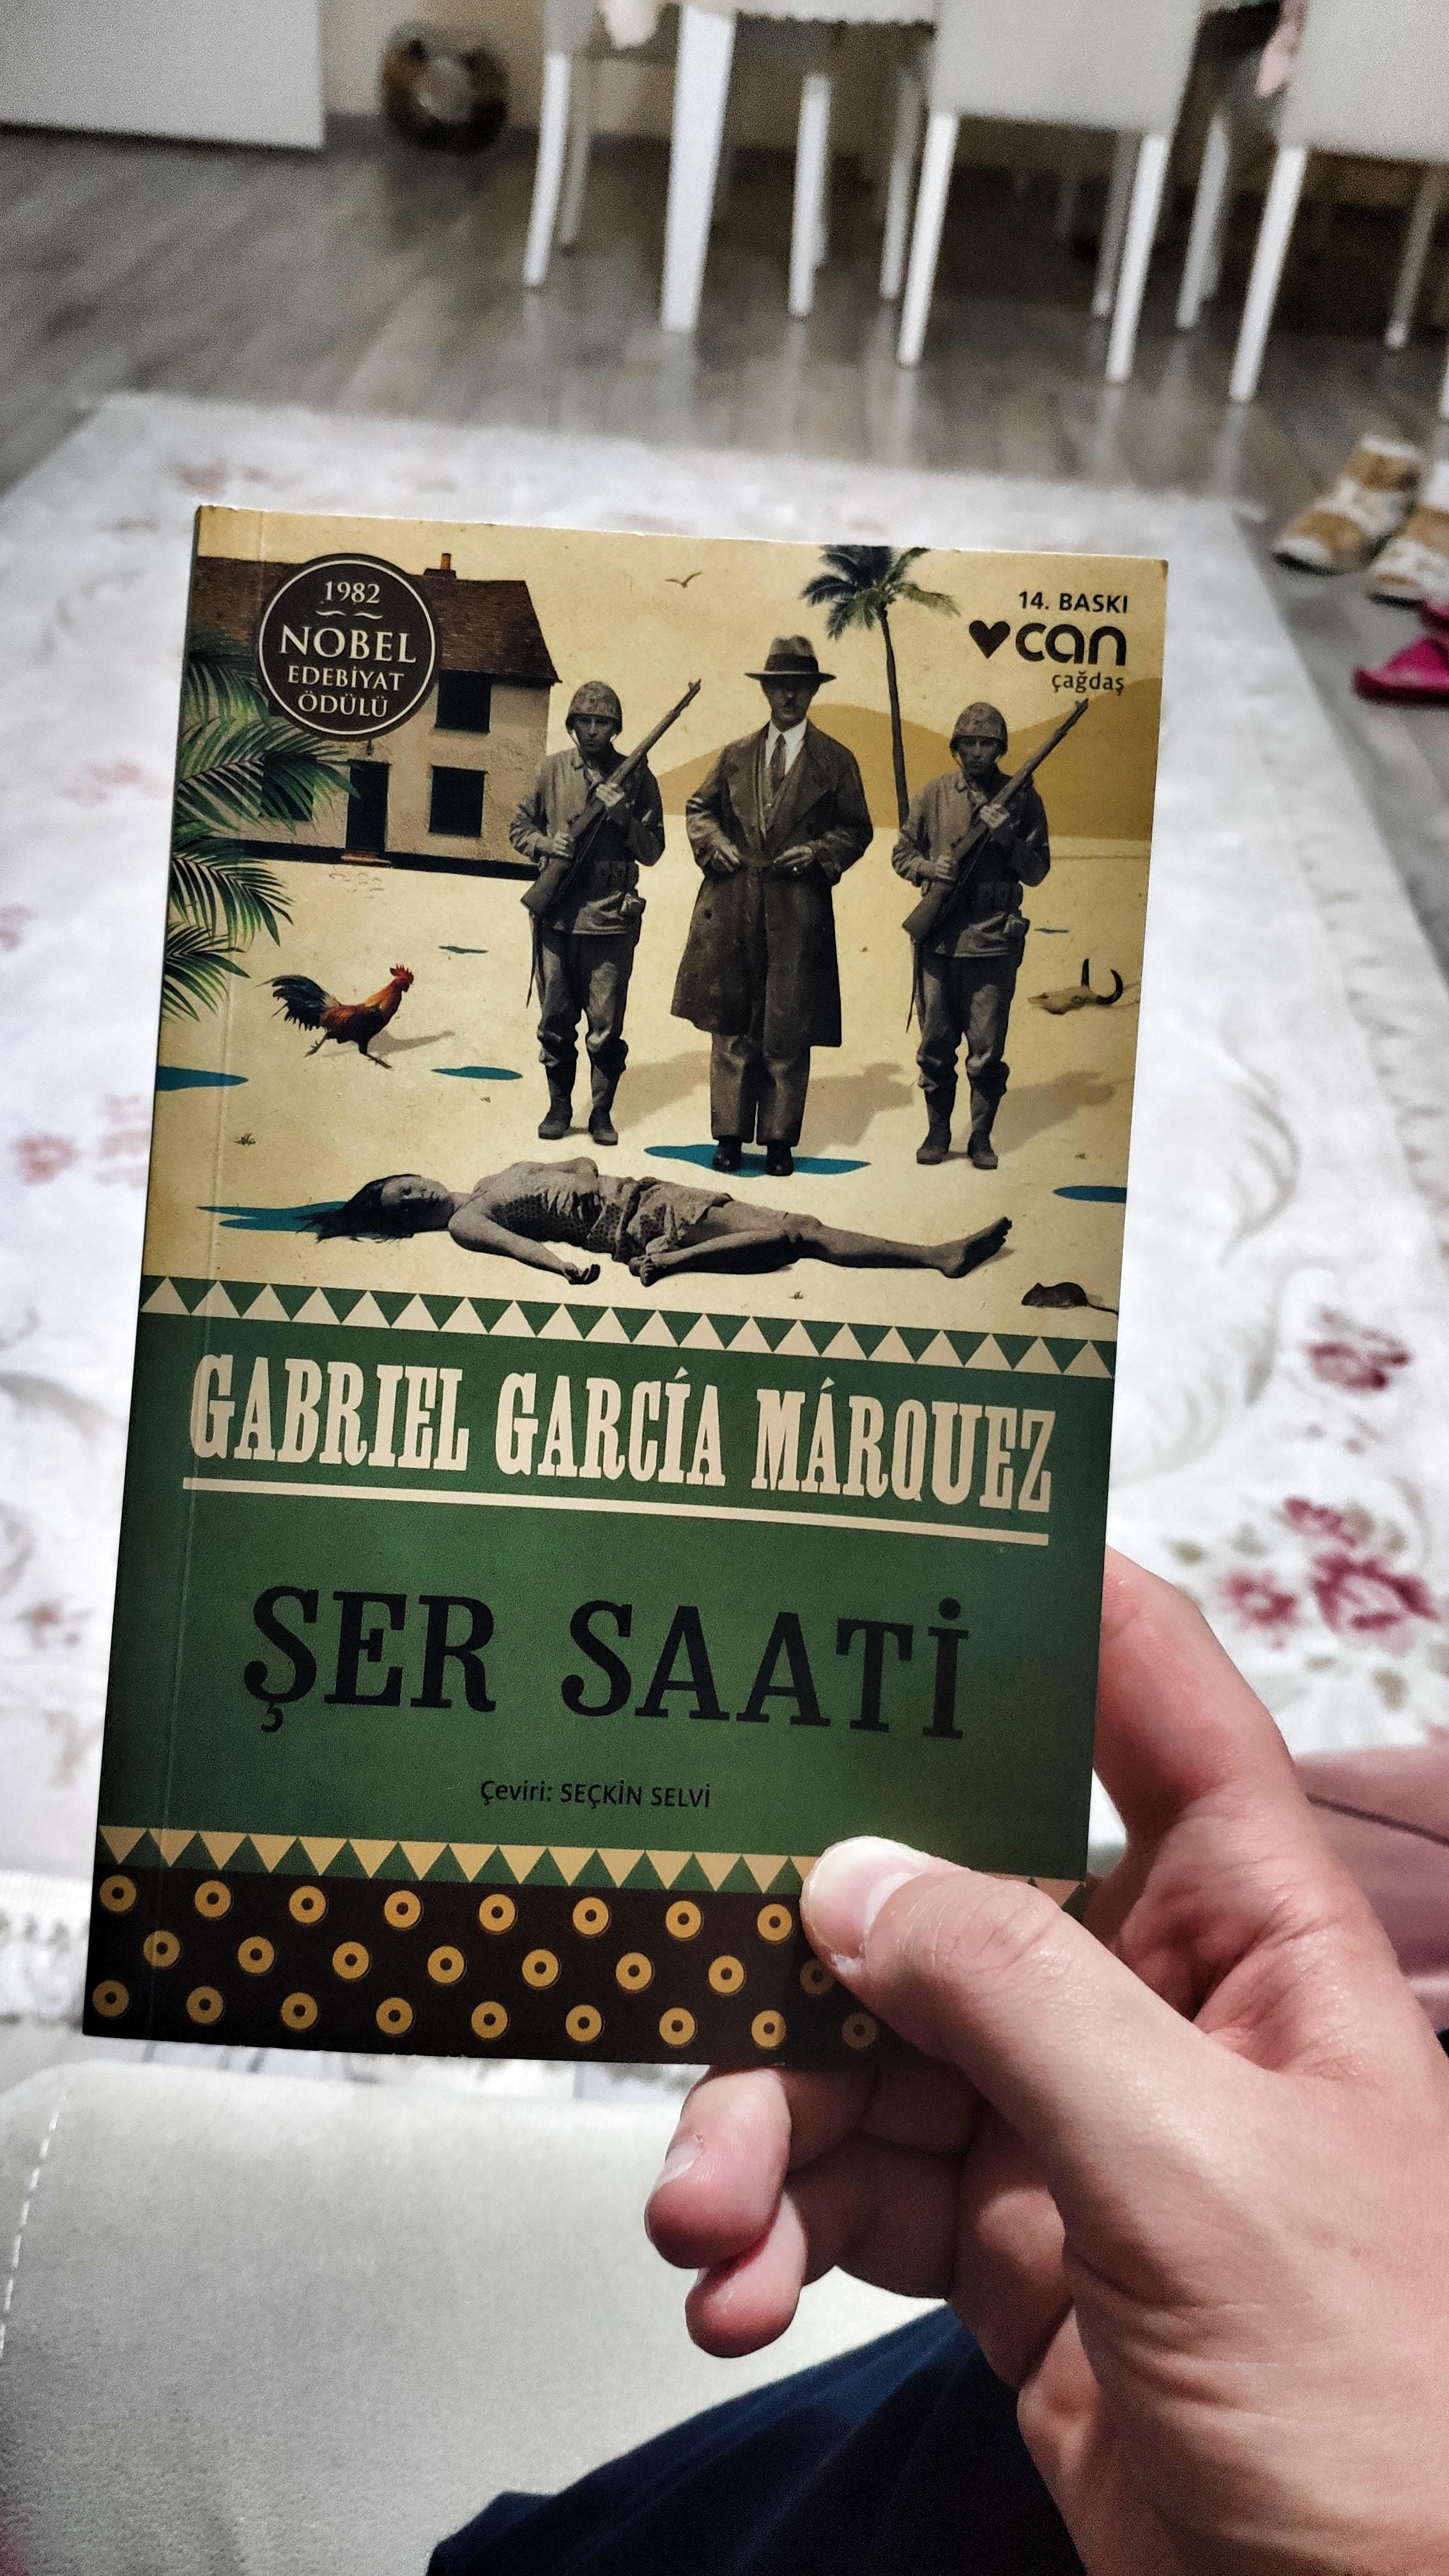 1982
NOBEL
EDEBİYAT
ÖDÜLÜ
14. BASKI
can
çağdaş
GABRIEL GARCÍA MÁRQUEZ
ŞER SAATİ
Çeviri: SEÇKİN SELVİ